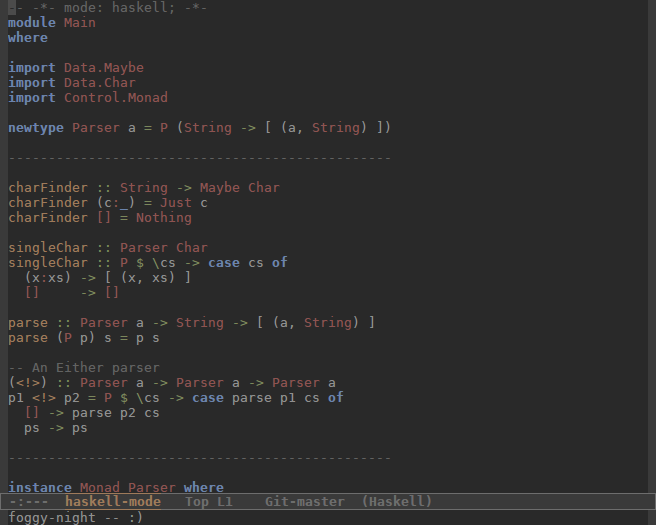 -- -*- mode: haskell; -*-
module Main
where

import Data.Maybe
import Data.Char
import Control.Monad

newtype Parser a = P (String -> [ (a, String) ])

------------------------------------------------

charFinder :: String -> Maybe Char
charFinder (c:_) = Just c
charFinder [] = Nothing

singleChar :: Parser Char
singleChar :: P $ \cs -> case cs of
  (x:xs) -> [ (x, xs) ]
  []     -> []

parse :: Parser a -> String -> [ (a, String) ]
parse (P p) s = p s

-- An Either parser
(<!>) :: Parser a -> Parser a -> Parser a
p1 <!> p2 = P $ \cs -> case parse p1 cs of
  [] -> parse p2 cs
  ps -> ps

------------------------------------------------

instance Monad Parser where
-:---  haskell-mode   Top L1    Git-master  (Haskell)
foggy-night -- :)